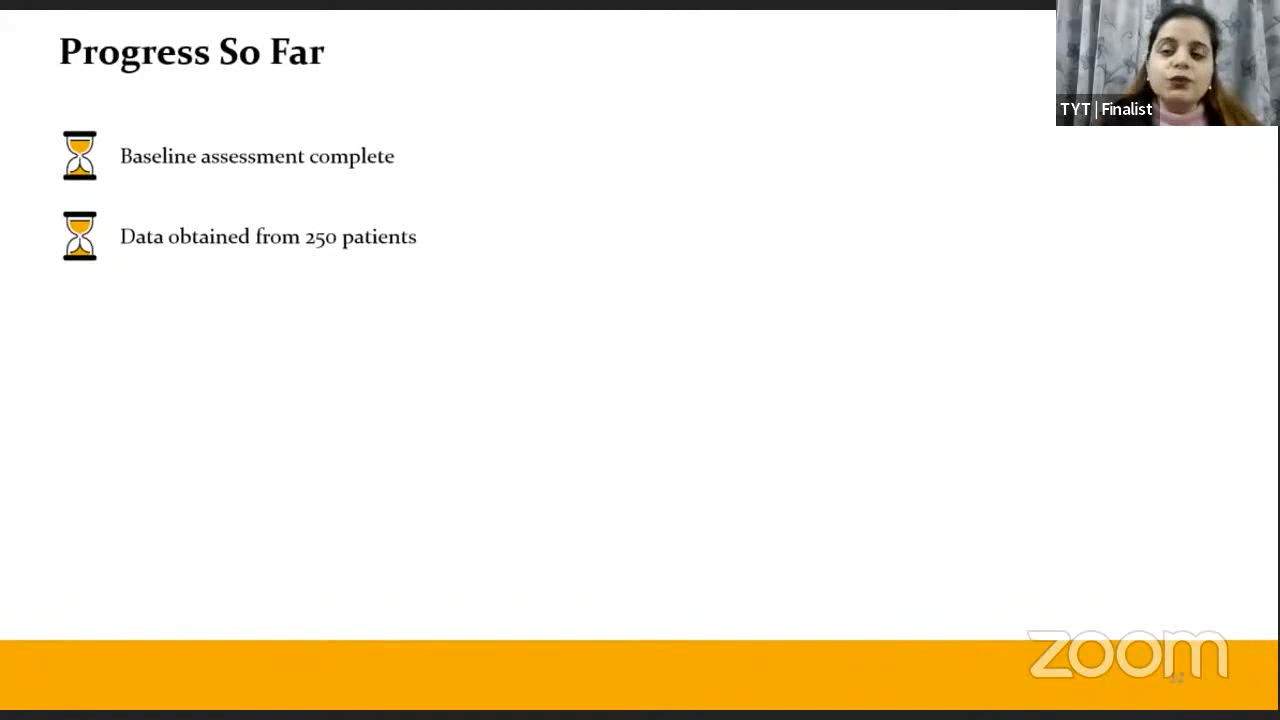 Progress So Far
TYT | Finalist
Baseline assessment complete
Data obtained from 250 patients
zoom